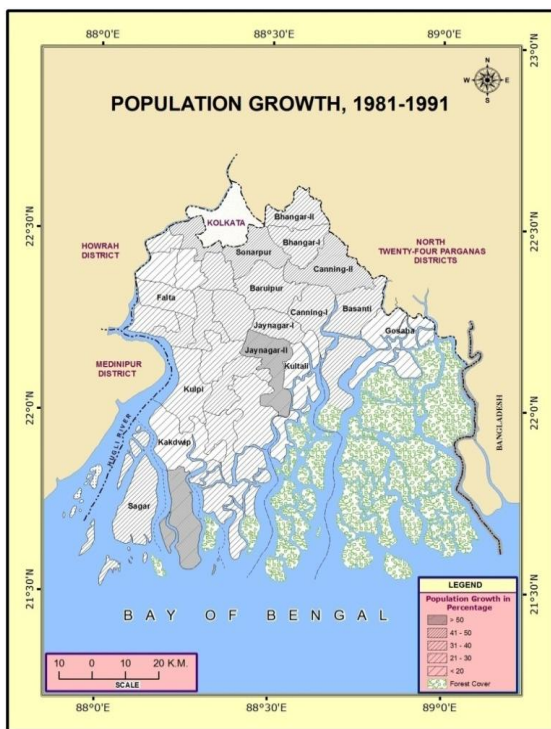 88°0'E 88°30'E 89°0'E
23°0'N
N
W E
S
POPULATION GROWTH, 1981-1991
KOLKATA
Bhangar-II
22°30'N
22°30'N
HOWRAH
DISTRICT
Bhangar-I
NORTH
TWENTY-FOUR PARGANAS
DISTRICTS
Sonarpur
Canning-II
Baruipur
Falta
Canning-I
Basanti
Gosaba
Jaynagar-I
Jaynagar-II
MEDINIPUR
DISTRICT
Kultali
Kulpi
22°0'N
22°0'N
BANGLADESH
HUGLI RIVER
Kakdwip
Sagar
21°30'N
21°30'N
BAY OF BENGAL
LEGEND
Population Growth in
Percentage
> 50
41 - 50
31 - 40
21 - 30
< 20
Forest Cover
10 0 10 20 K.M.
SCALE
88°0'E 88°30'E 89°0'E